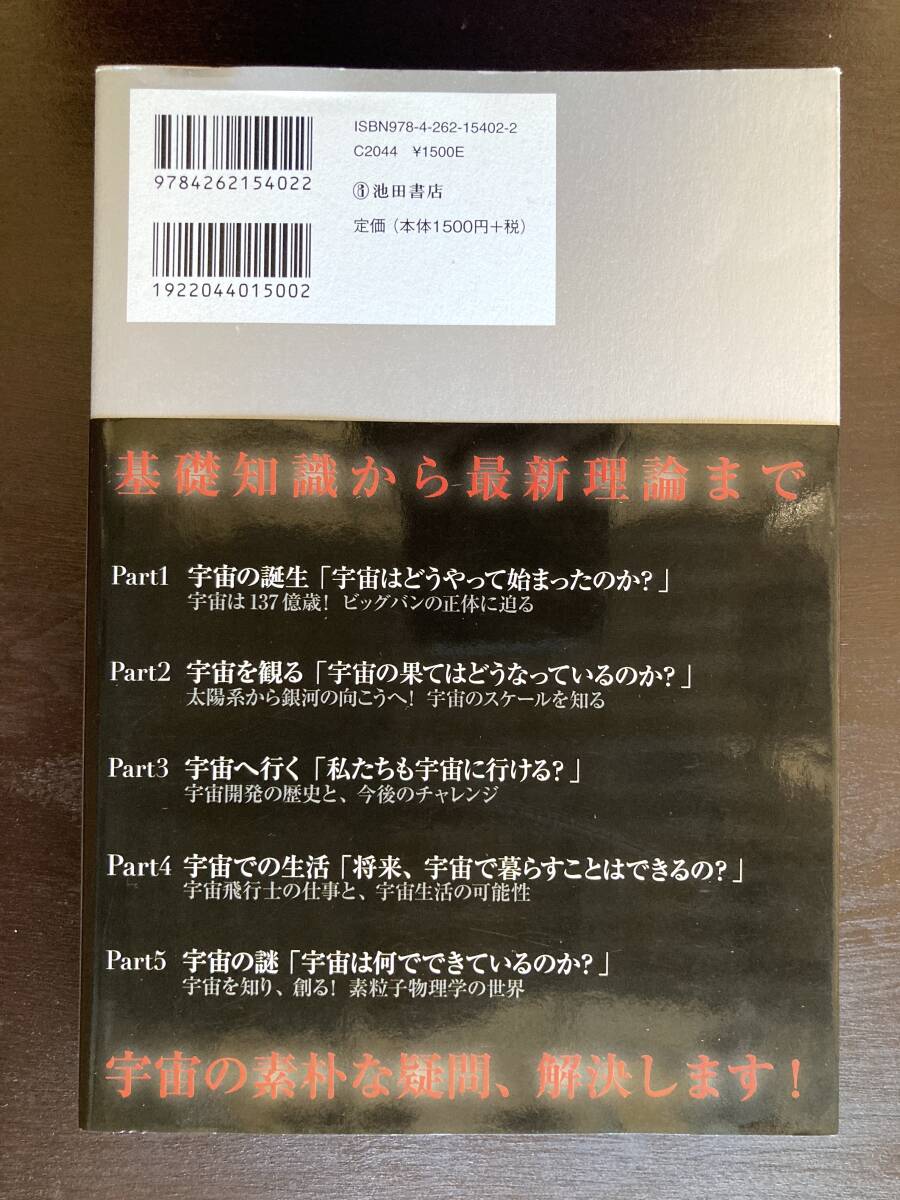 ISBN978-4-262-15402-2
C2044 ¥1500E
9784262154022
池田書店
定価（本体1500円+税）
1922044015002
基礎知識から最新理論まで
Part1 宇宙の誕生「宇宙はどうやって始まったのか？」
宇宙は137億歳！ ビッグバンの正体に迫る
Part2 宇宙を観る「宇宙の果てはどうなっているのか？」
太陽系から銀河の向こうへ！ 宇宙のスケールを知る
Part3 宇宙へ行く「私たちも宇宙に行ける？」
宇宙開発の歴史と、今後のチャレンジ
Part4 宇宙での生活「将来、宇宙で暮らすことはできるの？」
宇宙飛行士の仕事と、宇宙生活の可能性
Part5 宇宙の謎「宇宙は何でできているのか？」
宇宙を知り、創る！ 素粒子物理学の世界
宇宙の素朴な疑問、解決します！